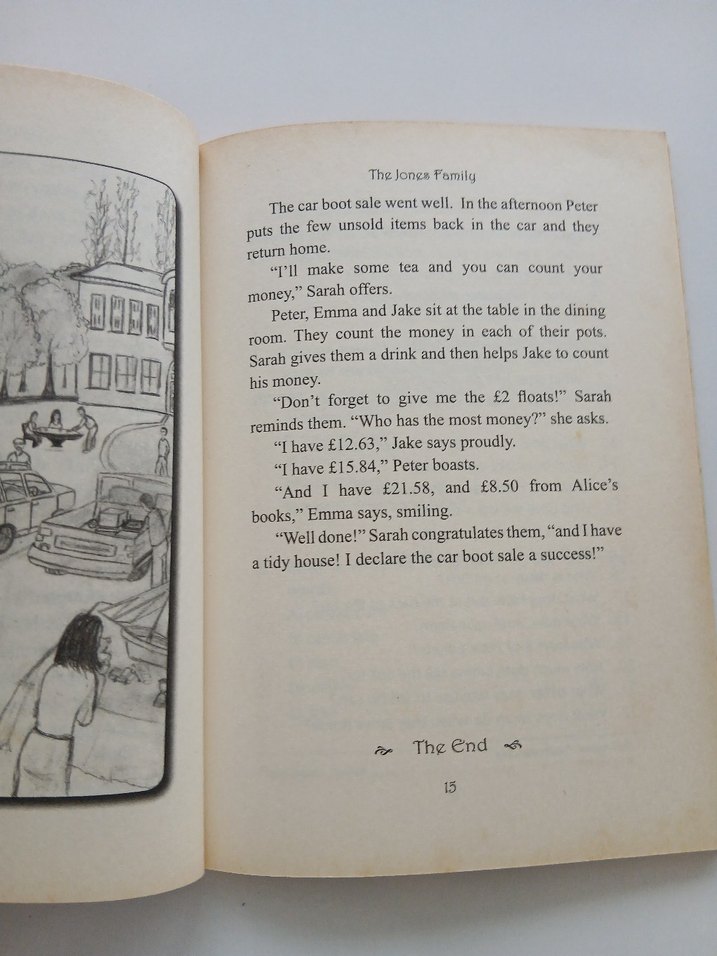 The Jones Family
The car boot sale went well. In the afternoon Peter
puts the few unsold items back in the car and they
return home.
“I’ll make some tea and you can count your
money,” Sarah offers.
Peter, Emma and Jake sit at the table in the dining
room. They count the money in each of their pots.
Sarah gives them a drink and then helps Jake to count
his money.
“Don’t forget to give me the £2 floats!” Sarah
reminds them. “Who has the most money?” she asks.
“I have £12.63,” Jake says proudly.
“I have £15.84,” Peter boasts.
“And I have £21.58, and £8.50 from Alice’s
books,” Emma says, smiling.
“Well done!” Sarah congratulates them, “and I have
a tidy house! I declare the car boot sale a success!”
The End
15